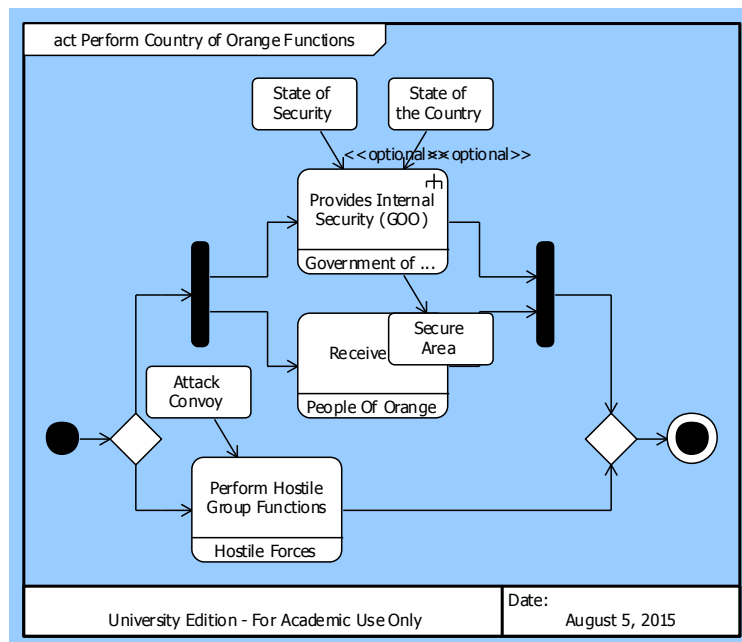 act Perform Country of Orange Functions
State of
Security
State of
the Country
<<optional>>
<<optional>>
Provides Internal
Security (GOO)
Government of ...
Receive
Secure
Area
People Of Orange
Attack
Convoy
Perform Hostile
Group Functions
Hostile Forces
University Edition - For Academic Use Only
Date:
August 5, 2015